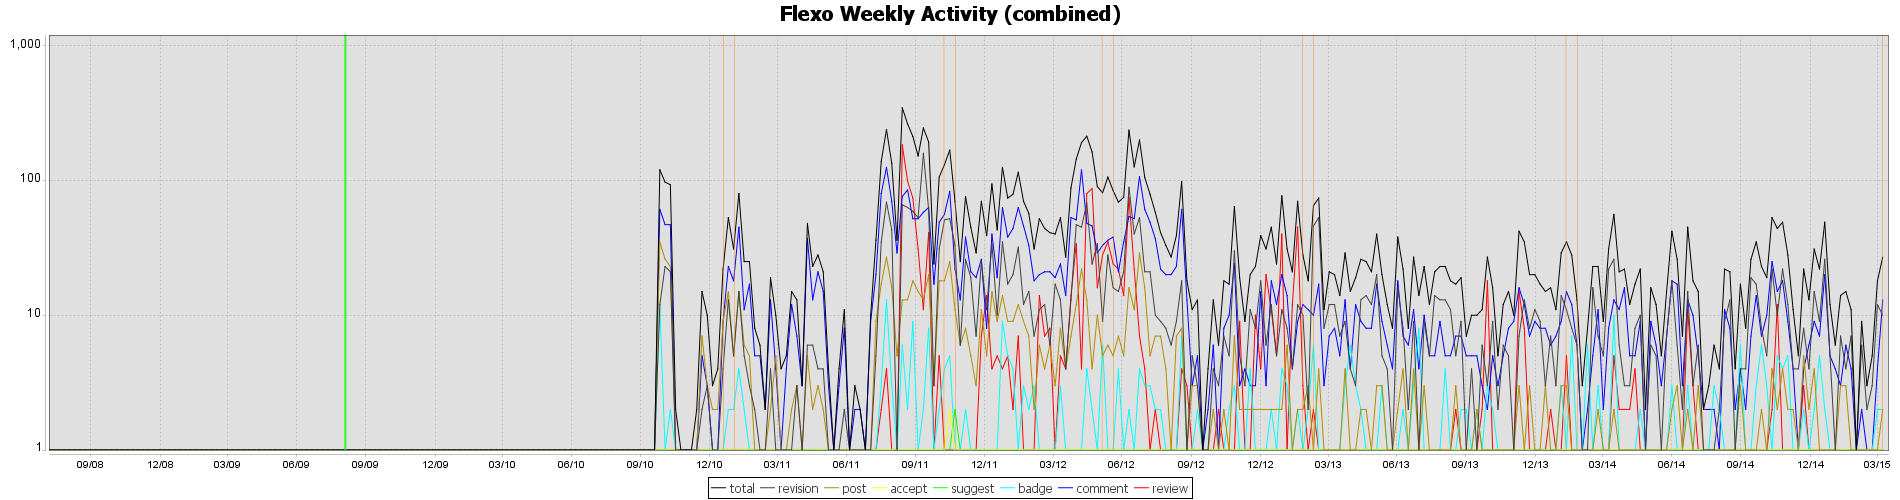 Flexo Weekly Activity (combined)
1,000
100
10
1
09/08 12/08 03/09 06/09 09/09 12/09 03/10 06/10 09/10 12/10 03/11 06/11 09/11 12/11 03/12 06/12 09/12 12/12 03/13 06/13 09/13 12/13 03/14 06/14 09/14 12/14 03/15
total revision post accept suggest badge comment review